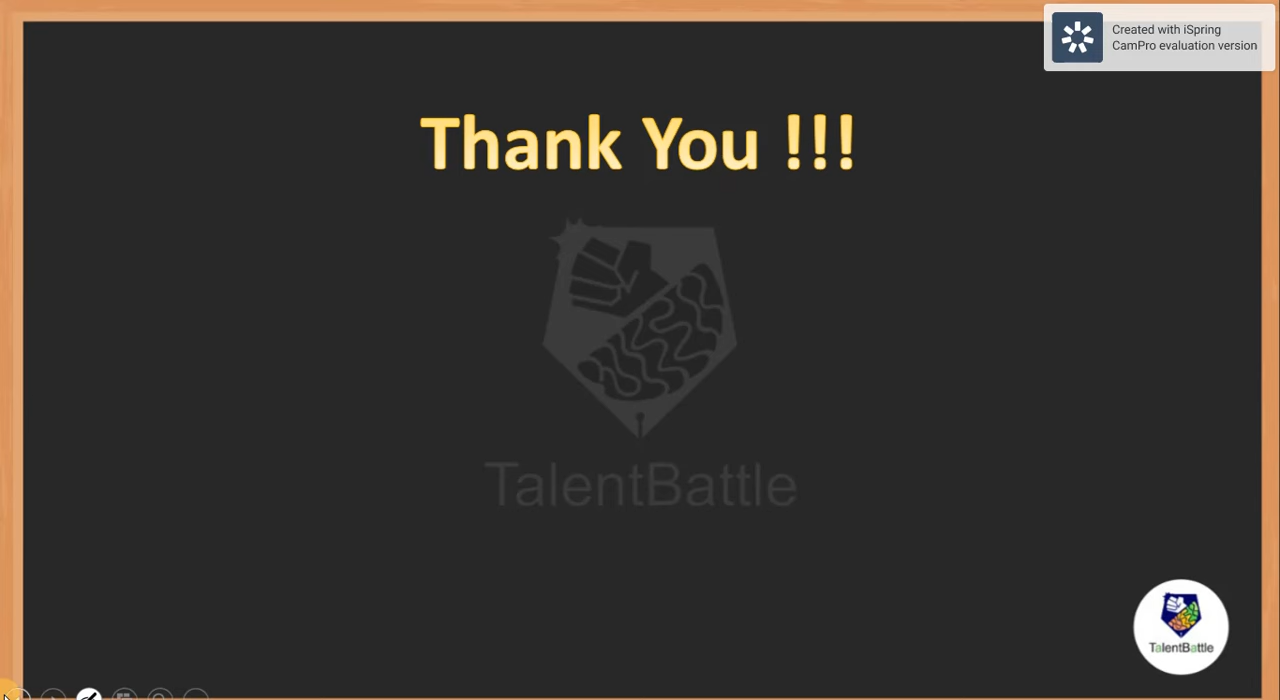 Created with iSpring
CamPro evaluation version
Thank You !!!
TalentBattle
TalentBattle